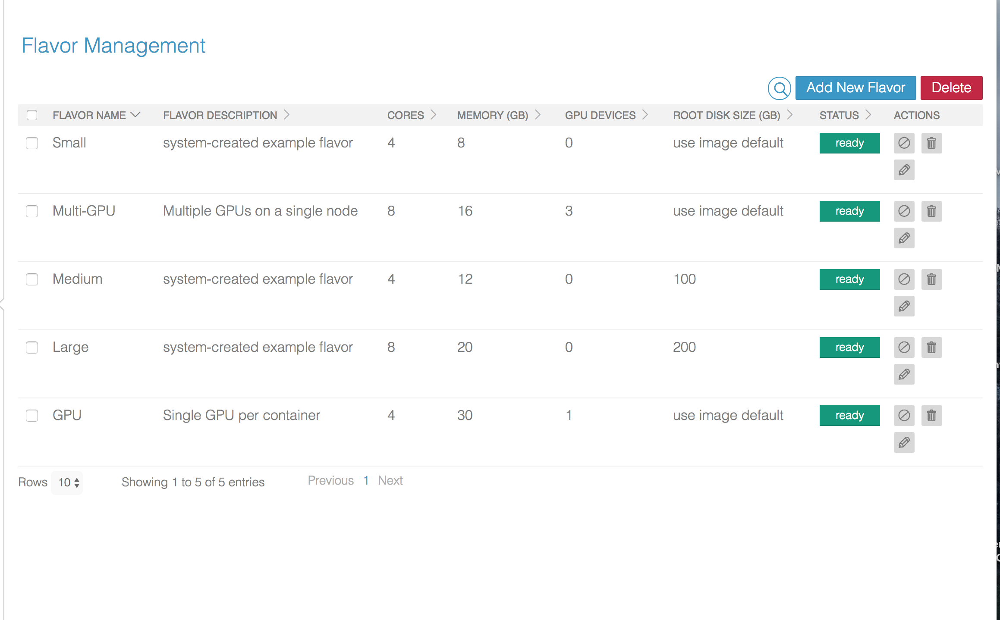 Flavor Management
Add New Flavor Delete
FLAVOR NAME FLAVOR DESCRIPTION CORES MEMORY (GB) GPU DEVICES ROOT DISK SIZE (GB) STATUS ACTIONS
Small system-created example flavor 4 8 0 use image default ready
Multi-GPU Multiple GPUs on a single node 8 16 3 use image default ready
Medium system-created example flavor 4 12 0 100 ready
Large system-created example flavor 8 20 0 200 ready
GPU Single GPU per container 4 30 1 use image default ready
Rows 10 Showing 1 to 5 of 5 entries Previous 1 Next